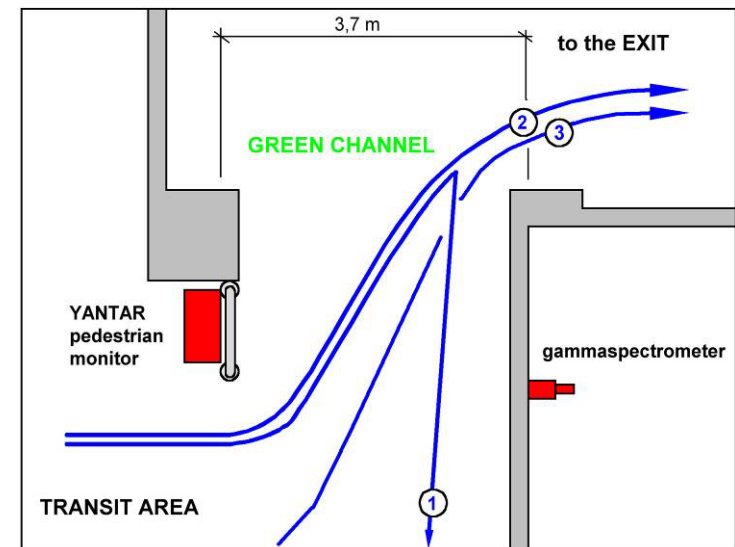 3,7 m
to the EXIT
2
3
GREEN CHANNEL
YANTAR
pedestrian
monitor
gammaspectrometer
1
TRANSIT AREA